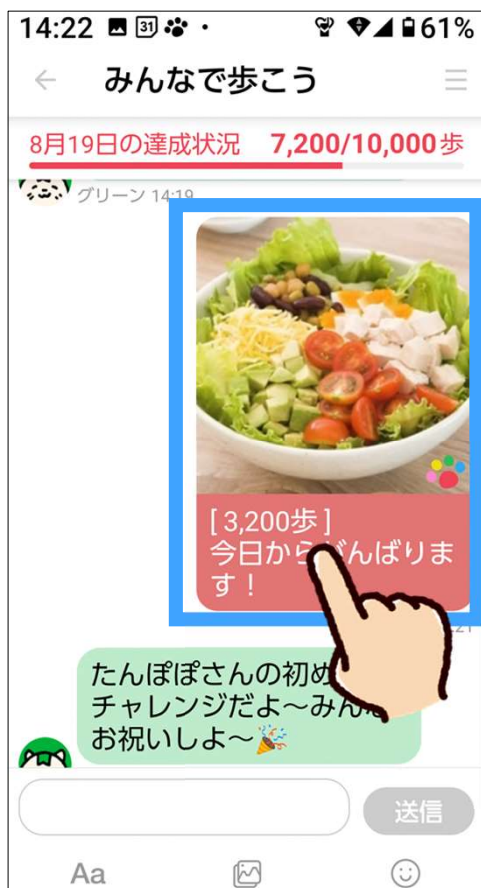 14:22 31 61%
みんなで歩こう
8月19日の達成状況 7,200/10,000歩
グリーン 14:19
[3,200歩]
今日から んばりま
す！
たんぽぽさんの初め
チャレンジだよ～みん
お祝いしよ～🎉
送信
Aa